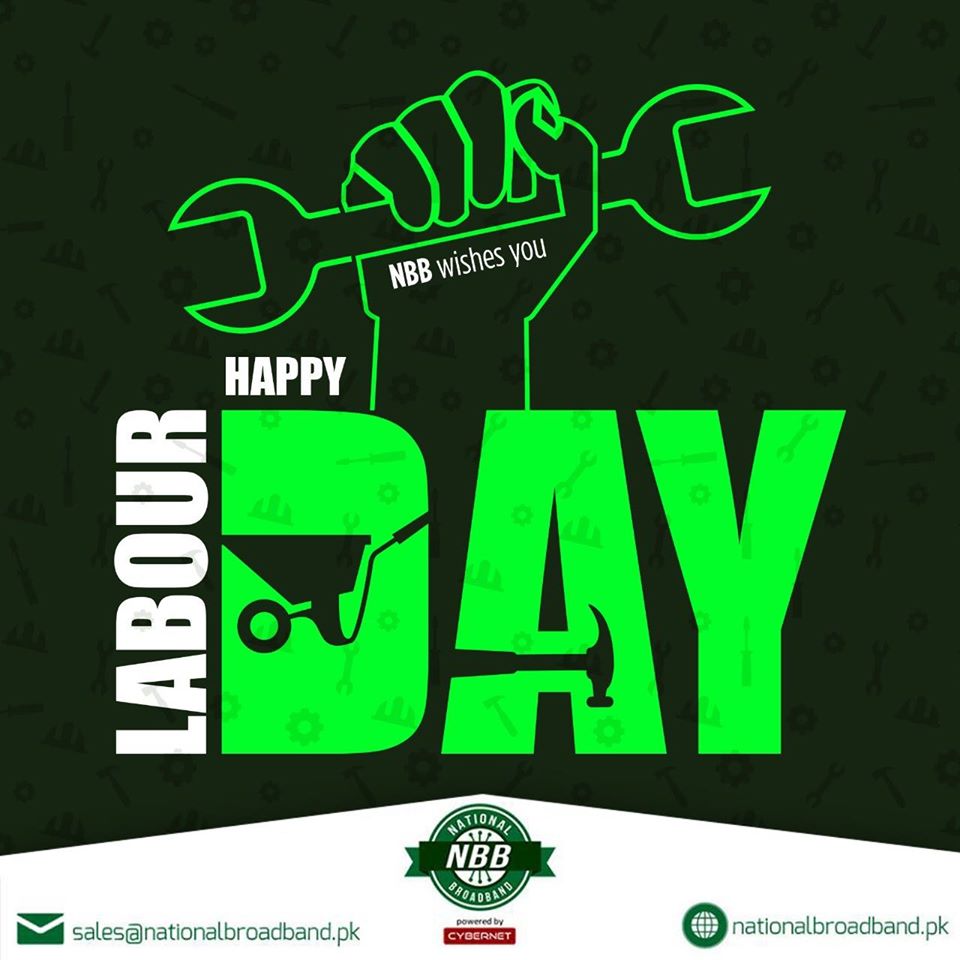 NBB wishes you
HAPPY
LABOUR
DAY
NATIONAL
NBB
BROADBAND
powered by
CYBERNET
sales@nationalbroadband.pk
nationalbroadband.pk